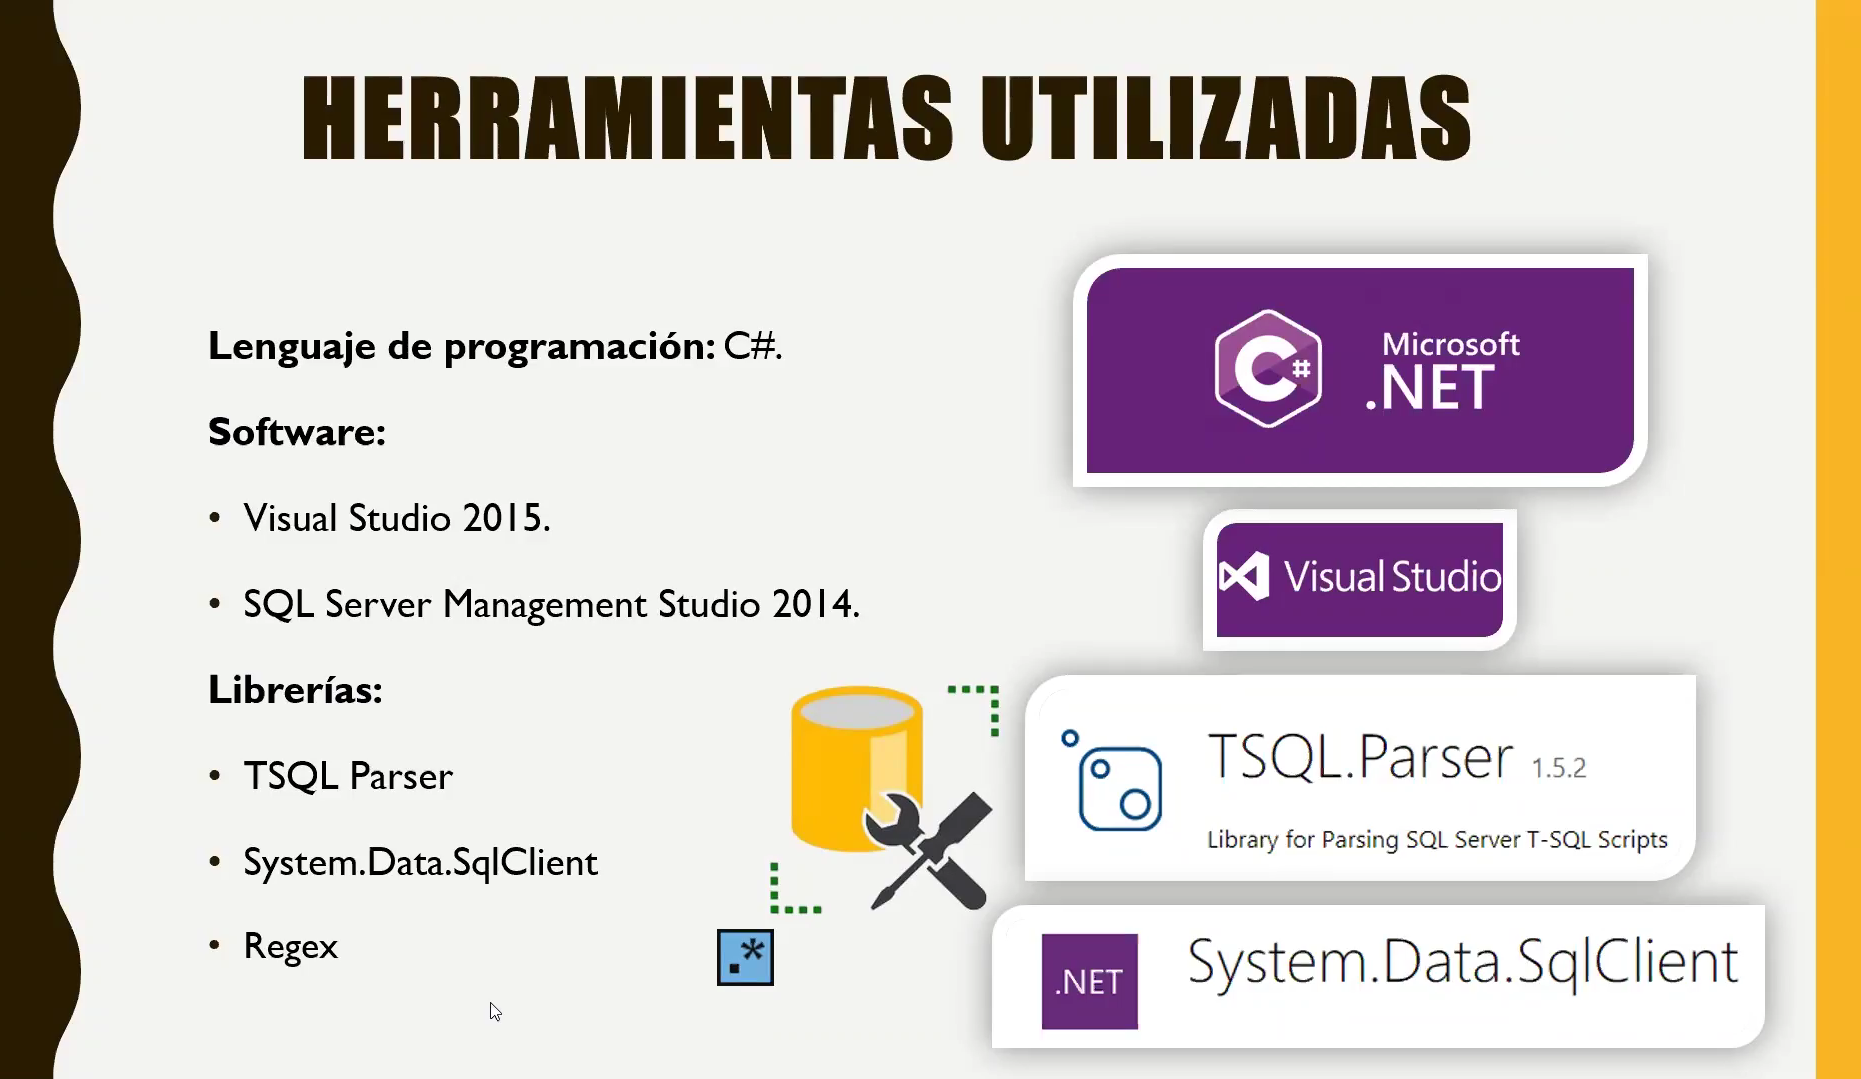 HERRAMIENTAS UTILIZADAS
Lenguaje de programación: C#.
Software:
• Visual Studio 2015.
• SQL Server Management Studio 2014.
Librerías:
• TSQL Parser
• System.Data.SqlClient
• Regex
.*
C#
Microsoft
.NET
Visual Studio
TSQL.Parser 1.5.2
Library for Parsing SQL Server T-SQL Scripts
.NET
System.Data.SqlClient